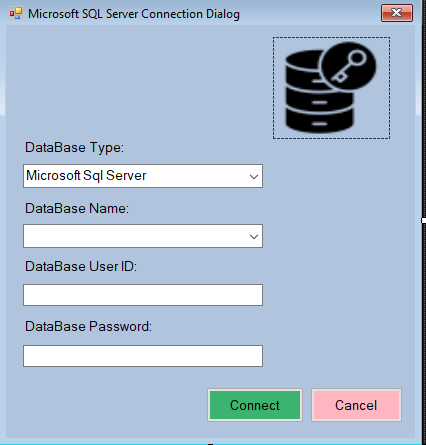 Microsoft SQL Server Connection Dialog
DataBase Type:
Microsoft Sql Server
DataBase Name:
DataBase User ID:
DataBase Password:
Connect
Cancel